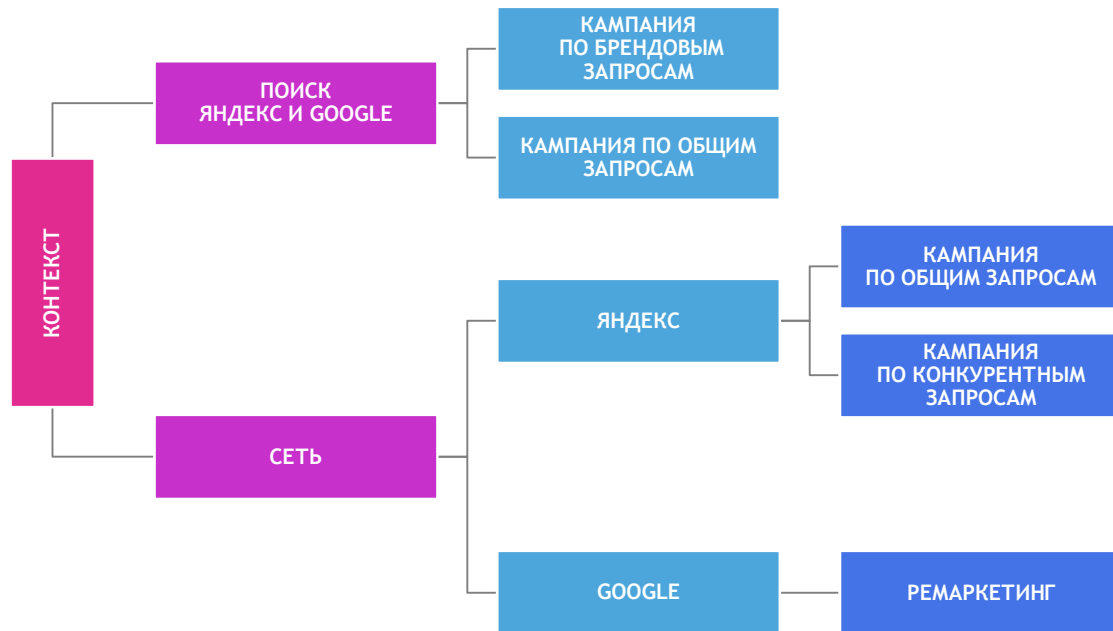 КОНТЕКСТ
ПОИСК
ЯНДЕКС И GOOGLE
КАМПАНИЯ
ПО БРЕНДОВЫМ
ЗАПРОСАМ
КАМПАНИЯ ПО ОБЩИМ
ЗАПРОСАМ
СЕТЬ
ЯНДЕКС
КАМПАНИЯ
ПО ОБЩИМ ЗАПРОСАМ
КАМПАНИЯ
ПО КОНКУРЕНТНЫМ
ЗАПРОСАМ
GOOGLE
РЕМАРКЕТИНГ